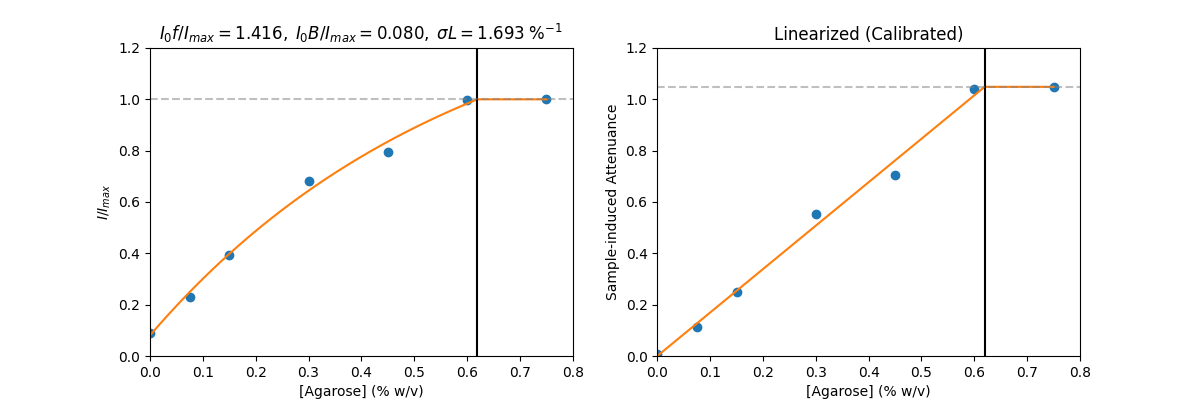 I₀f/Iₘₐₓ = 1.416, I₀B/Iₘₐₓ = 0.080, σL = 1.693 %⁻¹
1.2
1.0
0.8
0.6
0.4
0.2
0.0
I/Iₘₐₓ
0.0 0.1 0.2 0.3 0.4 0.5 0.6 0.7 0.8
[Agarose] (% w/v)
Linearized (Calibrated)
1.2
1.0
0.8
0.6
0.4
0.2
0.0
Sample-induced Attenuance
0.0 0.1 0.2 0.3 0.4 0.5 0.6 0.7 0.8
[Agarose] (% w/v)